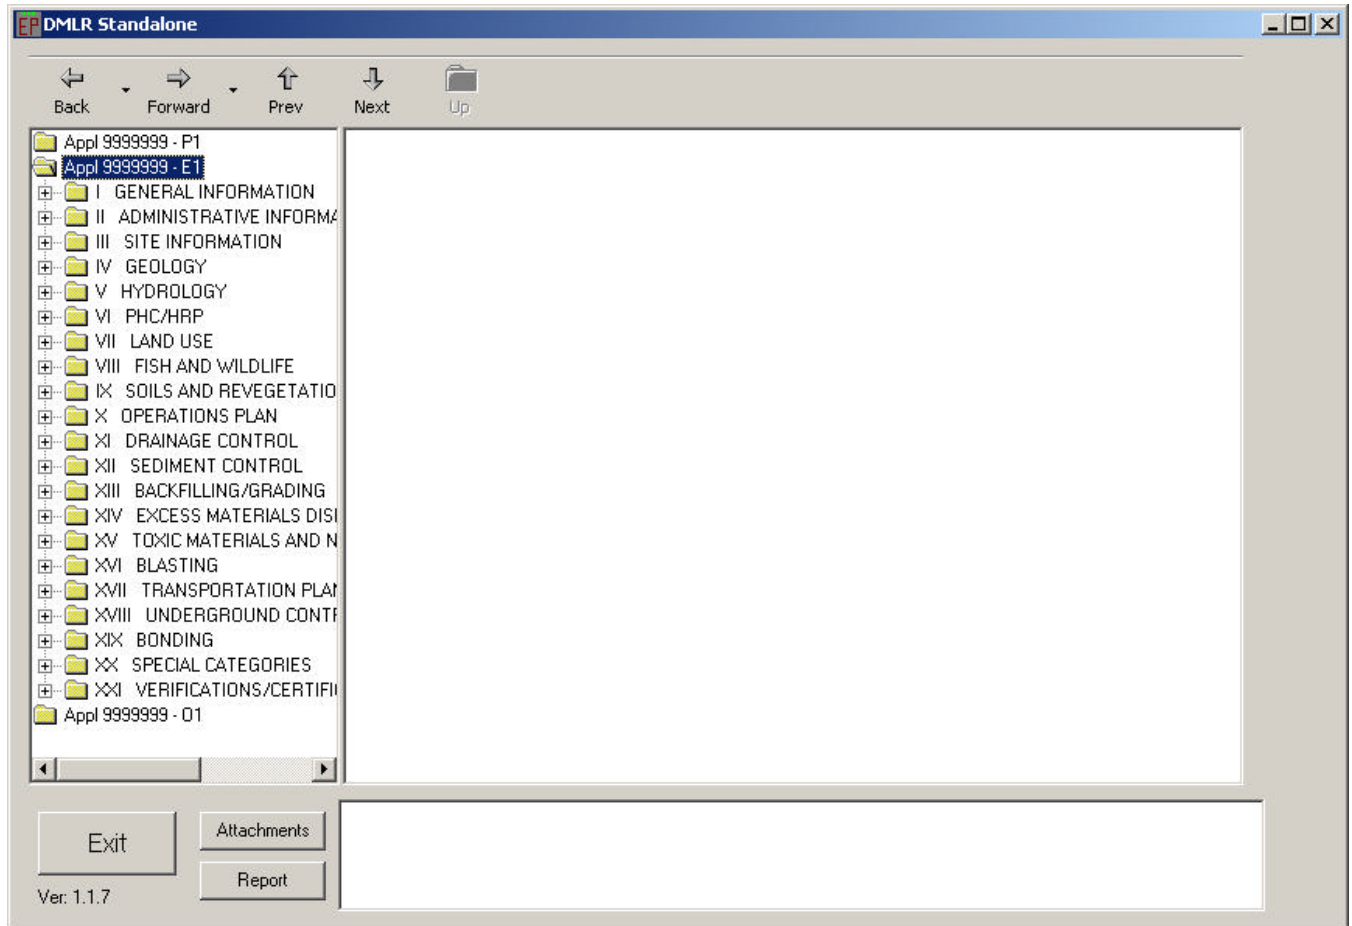 EP DMLR Standalone
Back Forward Prev Next Up
Appl 9999999 - P1
Appl 9999999 - E1
I GENERAL INFORMATION
II ADMINISTRATIVE INFORMA
III SITE INFORMATION
IV GEOLOGY
V HYDROLOGY
VI PHC/HRP
VII LAND USE
VIII FISH AND WILDLIFE
IX SOILS AND REVEGETATIO
X OPERATIONS PLAN
XI DRAINAGE CONTROL
XII SEDIMENT CONTROL
XIII BACKFILLING/GRADING
XIV EXCESS MATERIALS DIS
XV TOXIC MATERIALS AND N
XVI BLASTING
XVII TRANSPORTATION PLAN
XVIII UNDERGROUND CONT
XIX BONDING
XX SPECIAL CATEGORIES
XXI VERIFICATIONS/CERTIFI
Appl 9999999 - O1
Exit
Attachments
Report
Ver: 1.1.7